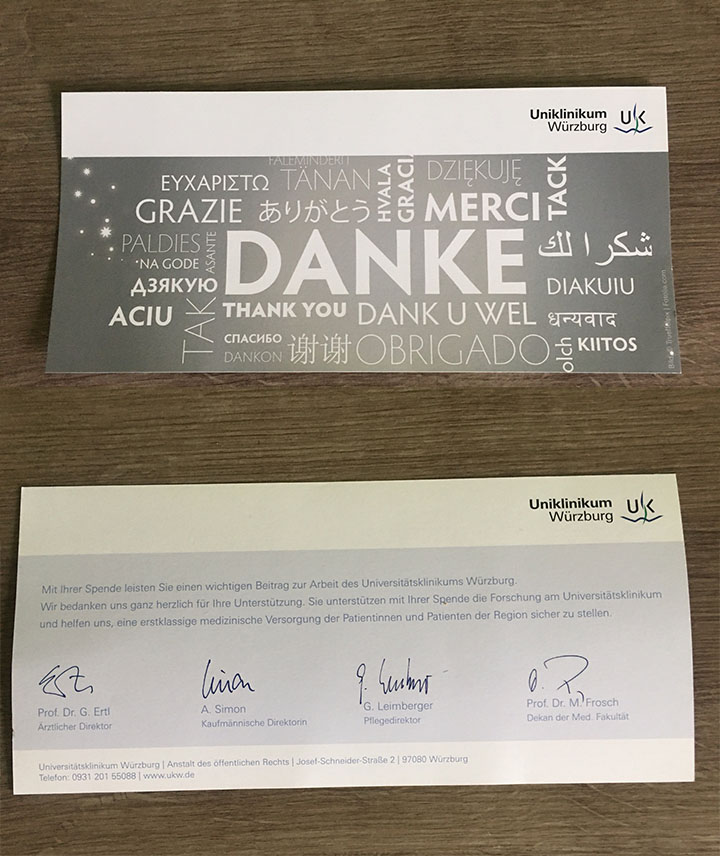 Uniklinikum
Würzburg
UK
FALEMINDERIT
ΕΥΧΑΡΙΣΤΩ TÄNAN HVALA DZIĘKUJĘ TACK
GRAZIE ありがとう MERCI
PALDIES ASANTE DANKE شكرا لك
NA GODE
ДЗЯКУЮ DIAKUIU
ACIU TAK THANK YOU DANK U WEL धन्यवाद
СПАСИБО 谢谢 OBRIGADO KIITOS
DANKON
Uniklinikum
Würzburg
UK
Mit Ihrer Spende leisten Sie einen wichtigen Beitrag zur Arbeit des Universitätsklinikums Würzburg.
Wir bedanken uns ganz herzlich für Ihre Unterstützung. Sie unterstützen mit Ihrer Spende die Forschung am Universitätsklinikum
und helfen uns, eine erstklassige medizinische Versorgung der Patientinnen und Patienten der Region sicher zu stellen.
Prof. Dr. G. Ertl
Ärztlicher Direktor
A. Simon
Kaufmännische Direktorin
G. Leimberger
Pflegedirektor
Prof. Dr. M. Frosch
Dekan der Med. Fakultät
Universitätsklinikum Würzburg | Anstalt des öffentlichen Rechts | Josef-Schneider-Straße 2 | 97080 Würzburg
Telefon: 0931 201 55088 | www.ukw.de